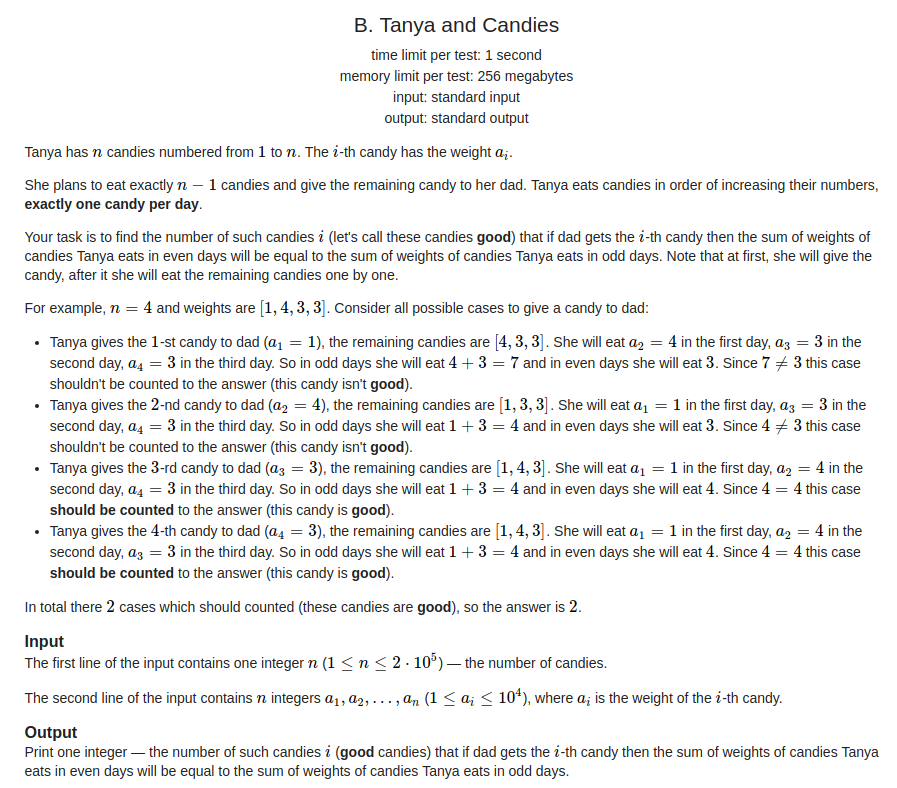 B. Tanya and Candies
time limit per test: 1 second
memory limit per test: 256 megabytes
input: standard input
output: standard output
Tanya has n candies numbered from 1 to n. The i-th candy has the weight a_i.
She plans to eat exactly n − 1 candies and give the remaining candy to her dad. Tanya eats candies in order of increasing their numbers,
exactly one candy per day.
Your task is to find the number of such candies i (let's call these candies good) that if dad gets the i-th candy then the sum of weights of
candies Tanya eats in even days will be equal to the sum of weights of candies Tanya eats in odd days. Note that at first, she will give the
candy, after it she will eat the remaining candies one by one.
For example, n = 4 and weights are [1, 4, 3, 3]. Consider all possible cases to give a candy to dad:
• Tanya gives the 1-st candy to dad (a_1 = 1), the remaining candies are [4, 3, 3]. She will eat a_2 = 4 in the first day, a_3 = 3 in the
second day, a_4 = 3 in the third day. So in odd days she will eat 4 + 3 = 7 and in even days she will eat 3. Since 7 ≠ 3 this case
shouldn't be counted to the answer (this candy isn't good).
• Tanya gives the 2-nd candy to dad (a_2 = 4), the remaining candies are [1, 3, 3]. She will eat a_1 = 1 in the first day, a_3 = 3 in the
second day, a_4 = 3 in the third day. So in odd days she will eat 1 + 3 = 4 and in even days she will eat 3. Since 4 ≠ 3 this case
shouldn't be counted to the answer (this candy isn't good).
• Tanya gives the 3-rd candy to dad (a_3 = 3), the remaining candies are [1, 4, 3]. She will eat a_1 = 1 in the first day, a_2 = 4 in the
second day, a_4 = 3 in the third day. So in odd days she will eat 1 + 3 = 4 and in even days she will eat 4. Since 4 = 4 this case
should be counted to the answer (this candy is good).
• Tanya gives the 4-th candy to dad (a_4 = 3), the remaining candies are [1, 4, 3]. She will eat a_1 = 1 in the first day, a_2 = 4 in the
second day, a_3 = 3 in the third day. So in odd days she will eat 1 + 3 = 4 and in even days she will eat 4. Since 4 = 4 this case
should be counted to the answer (this candy is good).
In total there 2 cases which should counted (these candies are good), so the answer is 2.
Input
The first line of the input contains one integer n (1 ≤ n ≤ 2 · 10^5) — the number of candies.
The second line of the input contains n integers a_1, a_2, . . . , a_n (1 ≤ a_i ≤ 10^4), where a_i is the weight of the i-th candy.
Output
Print one integer — the number of such candies i (good candies) that if dad gets the i-th candy then the sum of weights of candies Tanya
eats in even days will be equal to the sum of weights of candies Tanya eats in odd days.